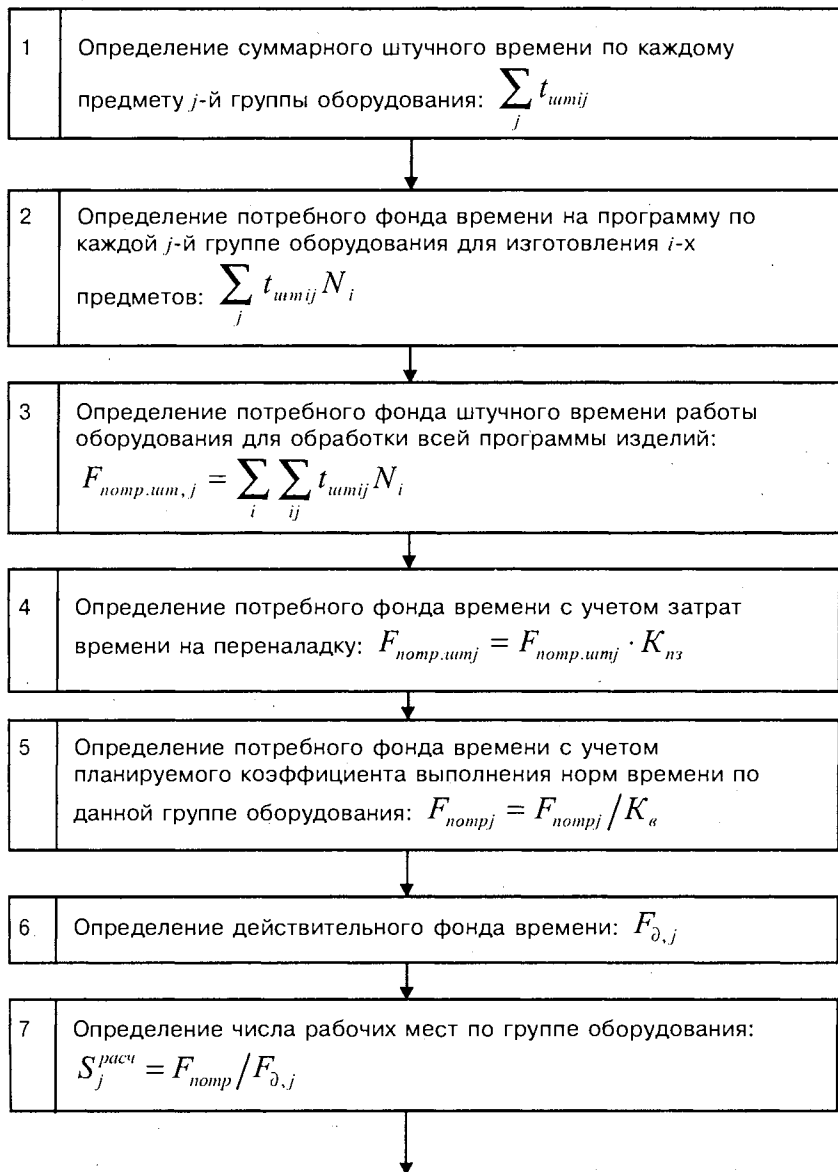 1 Определение суммарного штучного времени по каждому
предмету j-й группы оборудования: ∑_j t_штij
2 Определение потребного фонда времени на программу по
каждой j-й группе оборудования для изготовления i-х
предметов: ∑_j t_штij N_i
3 Определение потребного фонда штучного времени работы
оборудования для обработки всей программы изделий:
F_потр.шт,j = ∑_i ∑_ij t_штij N_i
4 Определение потребного фонда времени с учетом затрат
времени на переналадку: F_потр.штj = F_потр.штj · K_пз
5 Определение потребного фонда времени с учетом
планируемого коэффициента выполнения норм времени по
данной группе оборудования: F_потрj = F_потрj / K_в
6 Определение действительного фонда времени: F_д,j
7 Определение числа рабочих мест по группе оборудования:
S_j^расч = F_потр / F_д,j